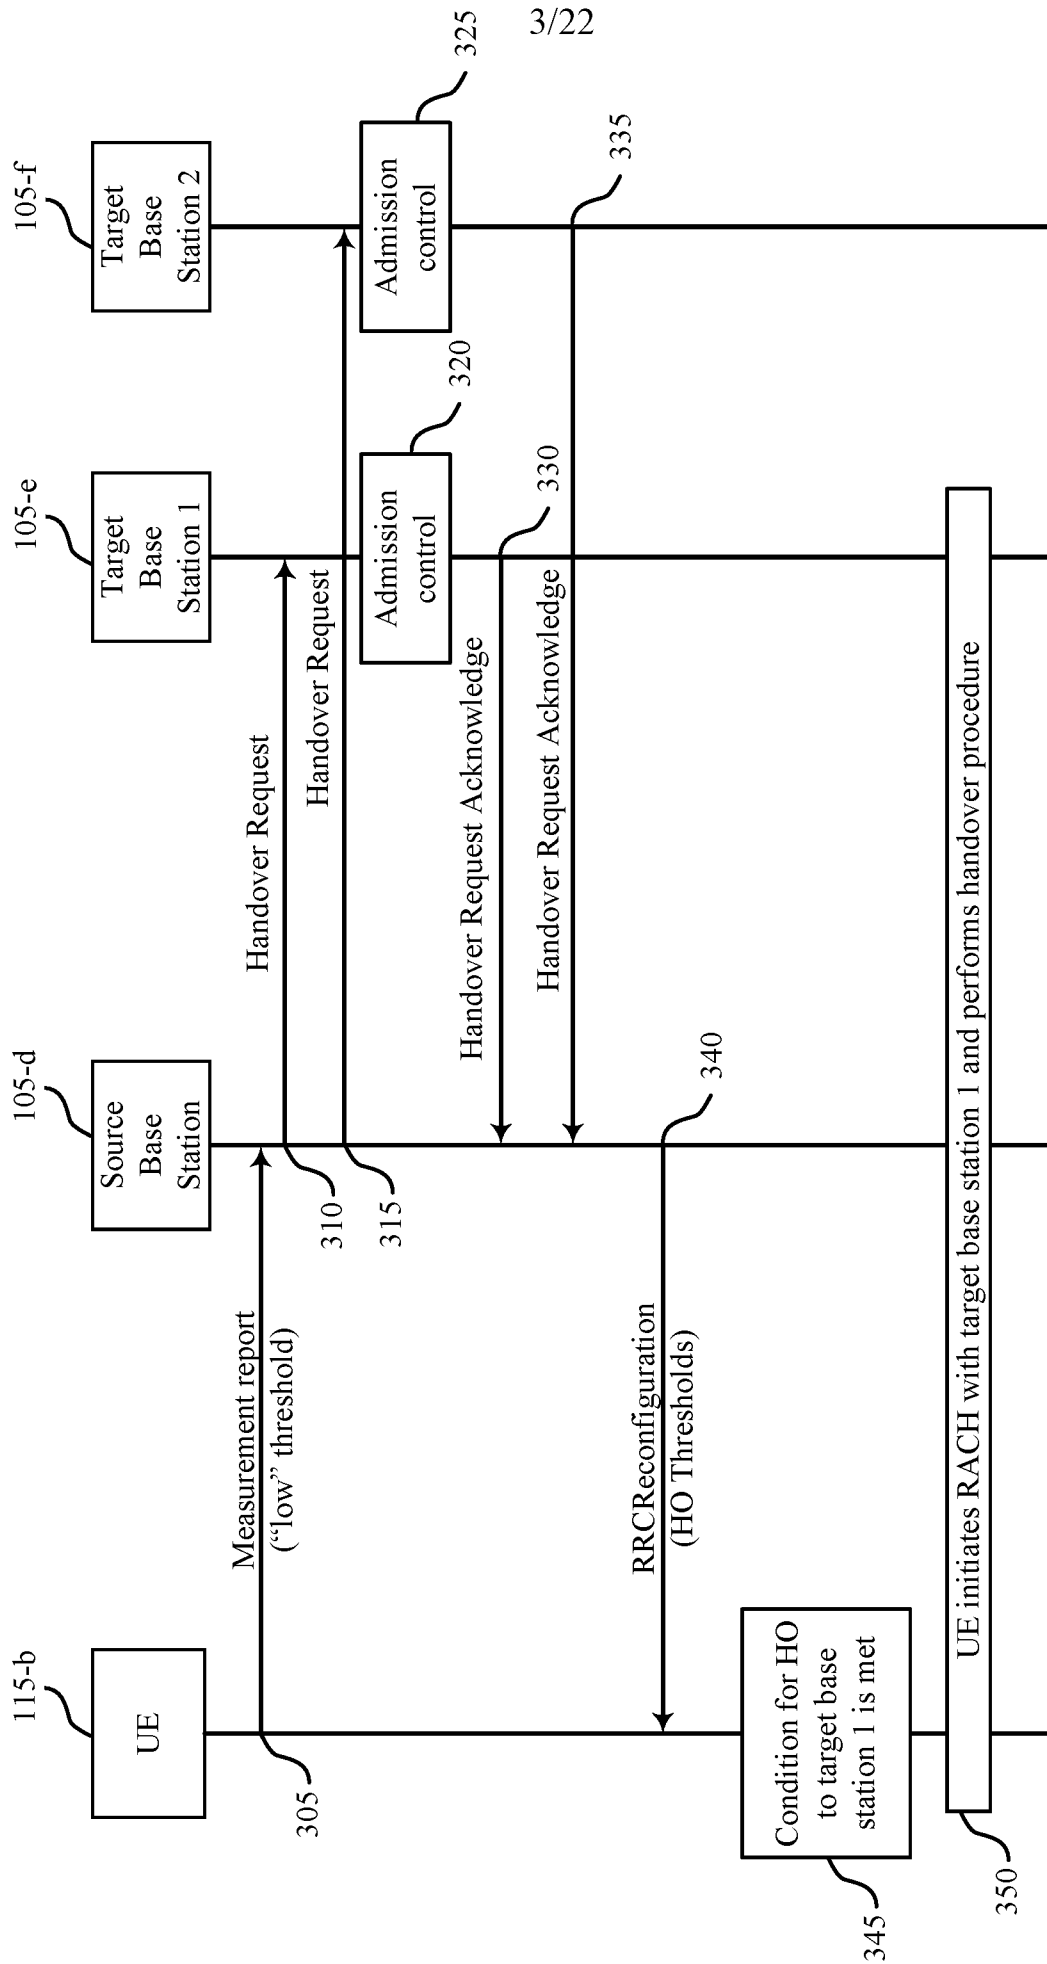 3/22
115-b
UE
105-d
Source
Base
Station
105-e
Target
Base
Station 1
105-f
Target
Base
Station 2
305
Measurement report
(“low” threshold)
310
Handover Request
315
Handover Request
Admission
control
320
Admission
control
325
Handover Request Acknowledge
330
Handover Request Acknowledge
335
RRCReconfiguration
(HO Thresholds)
340
Condition for HO
to target base
station 1 is met
345
UE initiates RACH with target base station 1 and performs handover procedure
350